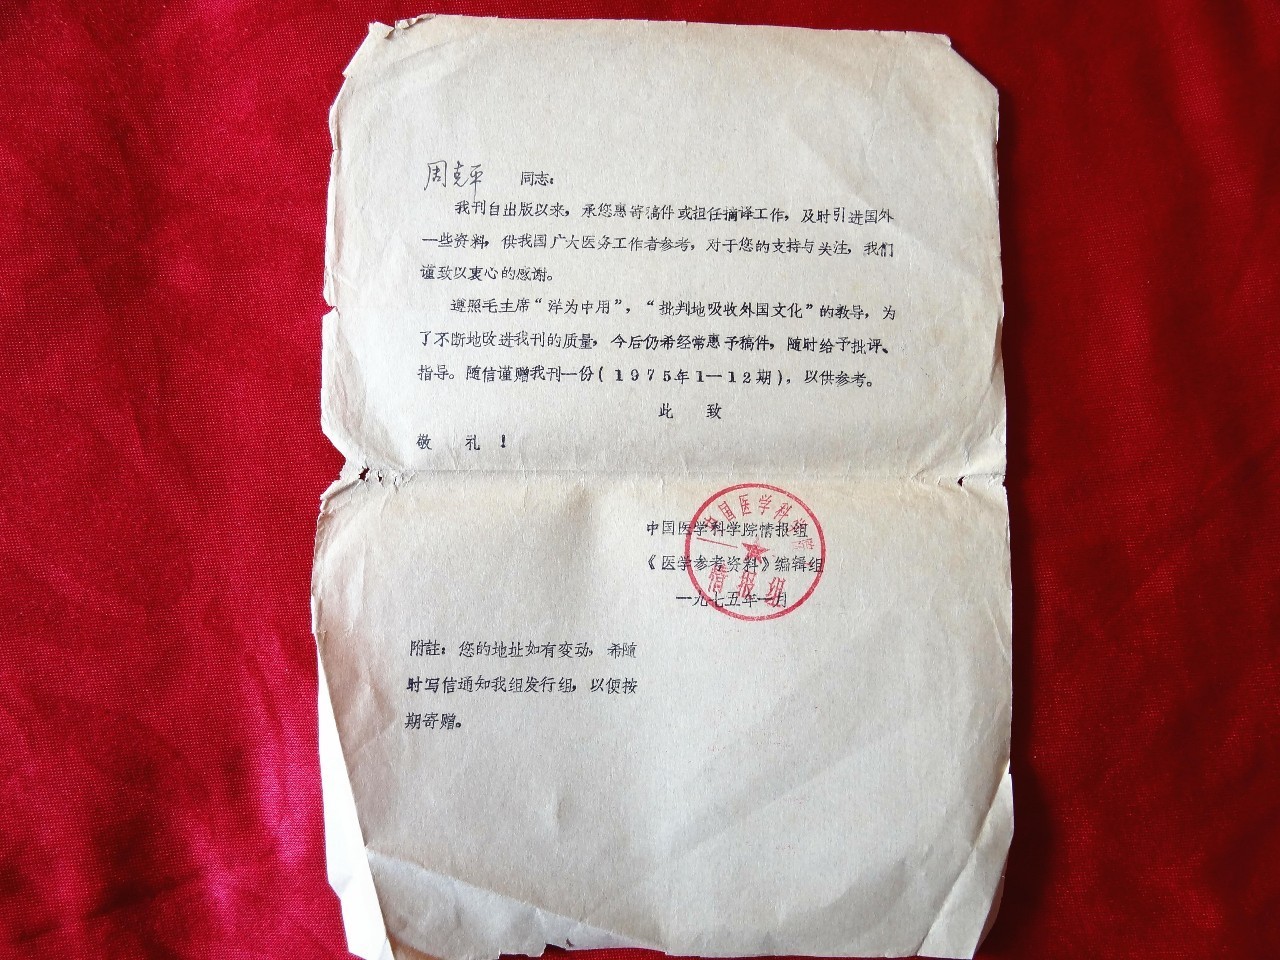 周克平 同志：
我刊自出版以来，承您惠寄稿件或担任摘译工作，及时引进国外
一些资料，供我国广大医务工作者参考，对于您的支持与关注，我们
谨致以衷心的感谢。
遵照毛主席“洋为中用”，“批判地吸收外国文化”的教导，为
了不断地改进我刊的质量，今后仍希经常惠予稿件，随时给予批评、
指导。随信谨赠我刊一份(1975年1—12期)，以供参考。
此 致
敬 礼！
中国医学科学院
情报组
中国医学科学院情报组
《医学参考资料》编辑组
一九七五年一月
附註：您的地址如有变动，希随
时写信通知我组发行组，以便按
期寄赠。